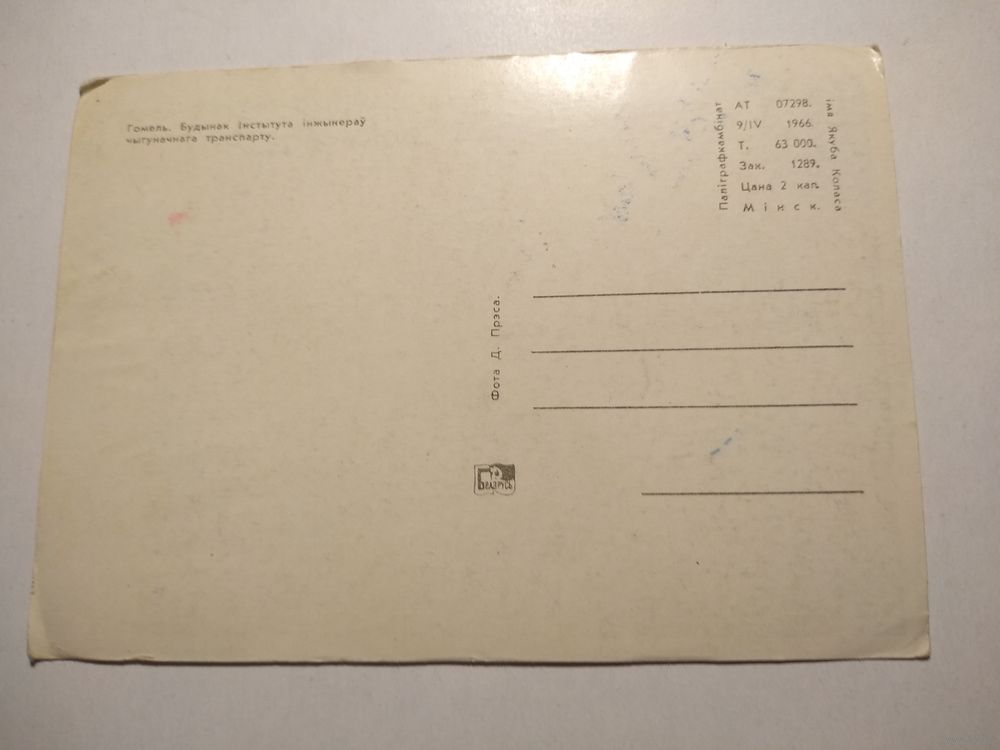 Гомель. Будынак інстытута інжынераў
чыгуначнага транспарту.
Паліграфкамбінат
АТ 07298.
9/IV 1966.
Т. 63 000.
Зак. 1289.
Цана 2 кап.
Мінск.
імя Якуба Коласа
Фота Д. Прэса.
Беларусь